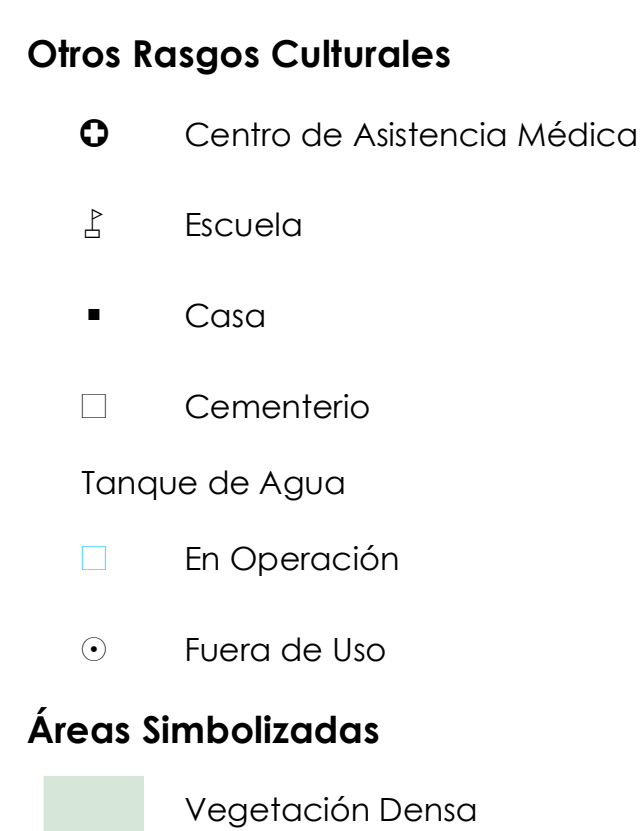 Otros Rasgos Culturales
Centro de Asistencia Médica
Escuela
Casa
Cementerio
Tanque de Agua
En Operación
Fuera de Uso
Áreas Simbolizadas
Vegetación Densa